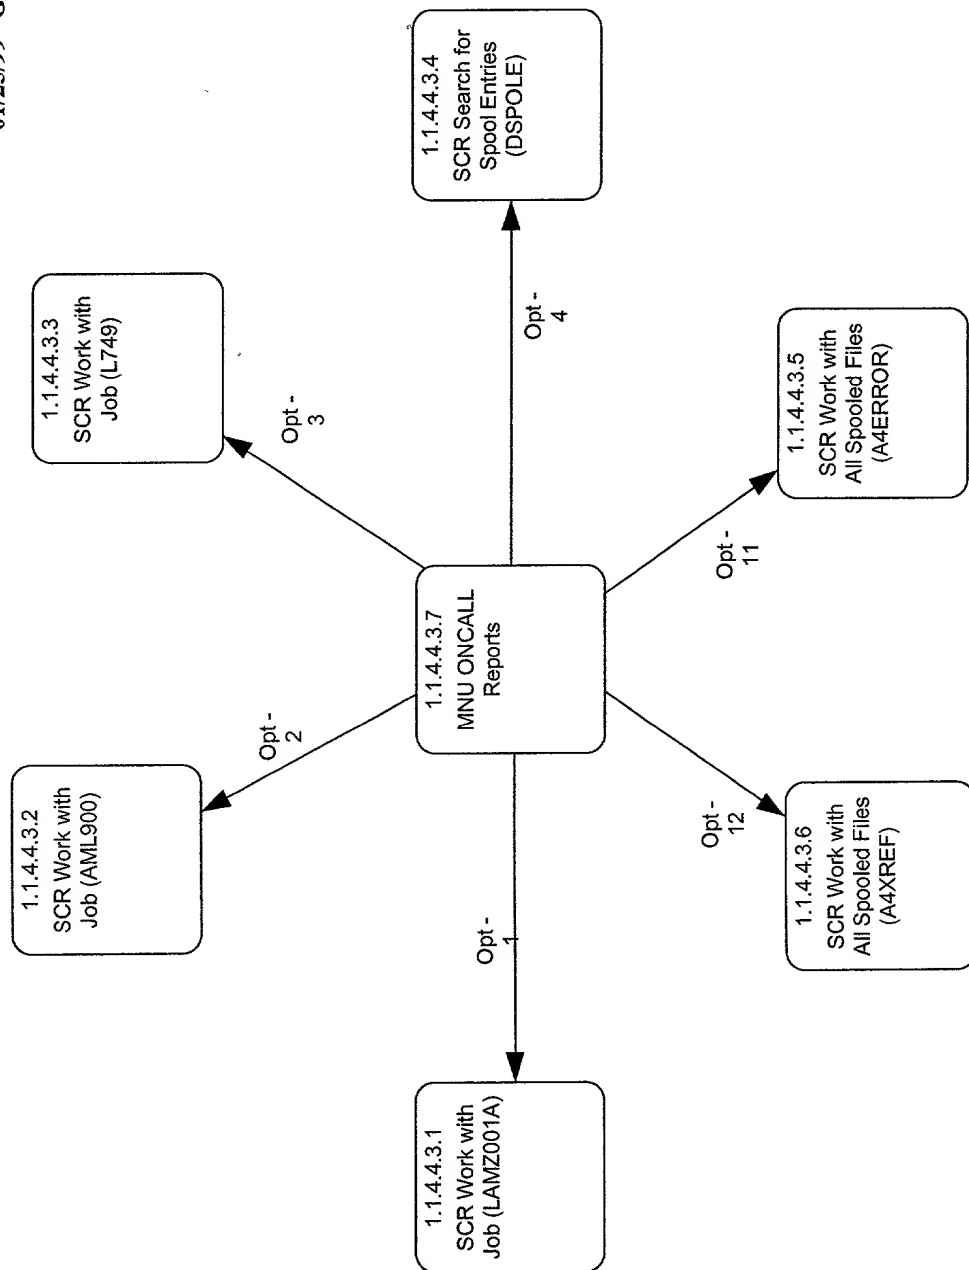 1.1.4.4.3.2
SCR Work with
Job (AML900)
1.1.4.4.3.3
SCR Work with
Job (L749)
Opt -
2
Opt -
3
1.1.4.4.3.1
SCR Work with
Job (LAMZ001A)
Opt -
1
1.1.4.4.3.7
MNU ONCALL
Reports
Opt -
4
1.1.4.4.3.4
SCR Search for
Spool Entries
(DSPOLE)
Opt -
12
Opt -
11
1.1.4.4.3.6
SCR Work with
All Spooled Files
(A4XREF)
1.1.4.4.3.5
SCR Work with
All Spooled Files
(A4ERROR)